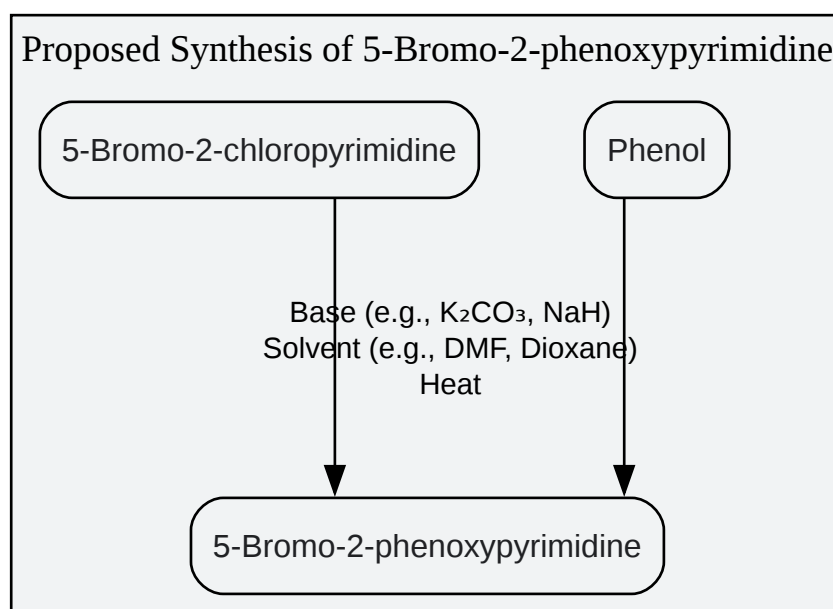 Proposed Synthesis of 5-Bromo-2-phenoxypyrimidine
5-Bromo-2-chloropyrimidine
Phenol
Base (e.g., K₂CO₃, NaH)
Solvent (e.g., DMF, Dioxane)
Heat
5-Bromo-2-phenoxypyrimidine